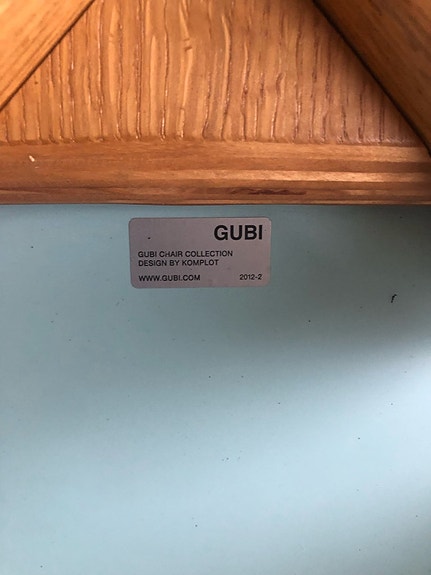 GUBI
GUBI CHAIR COLLECTION
DESIGN BY KOMPLOT
WWW.GUBI.COM 2012-2